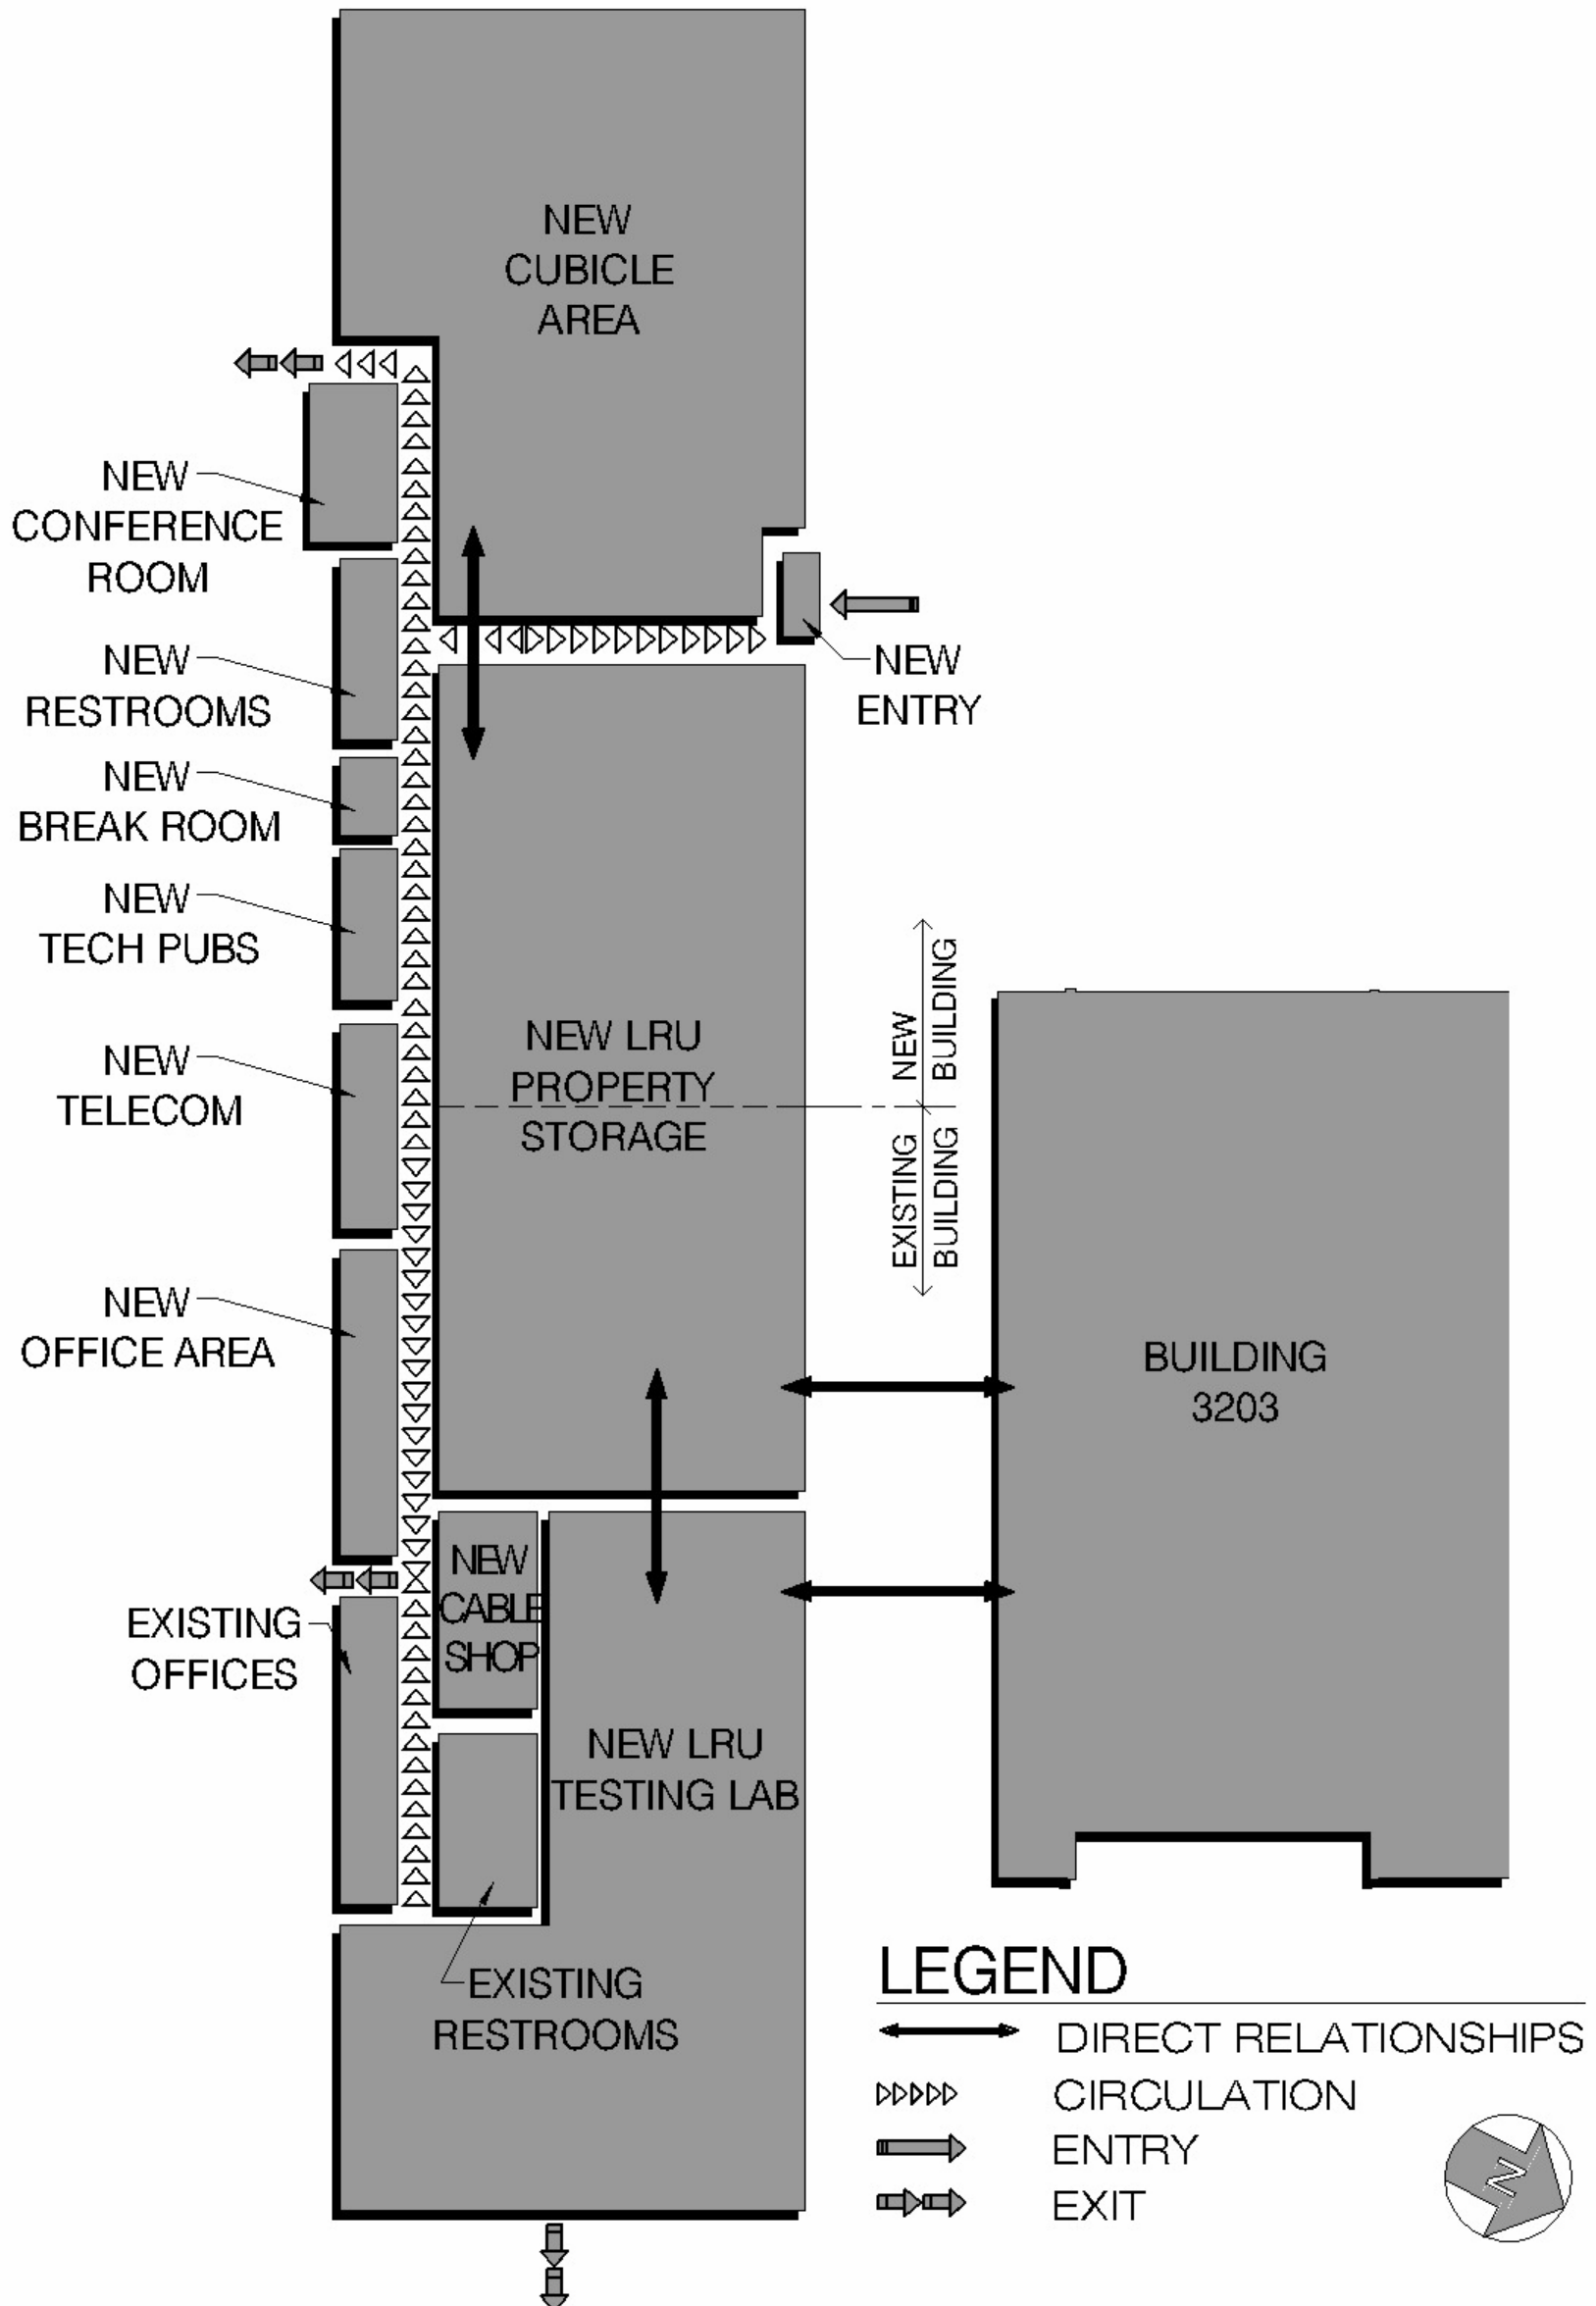 NEW
CUBICLE
AREA
NEW
CONFERENCE
ROOM
NEW
RESTROOMS
NEW
ENTRY
NEW
BREAK ROOM
NEW
TECH PUBS
NEW
TELECOM
NEW LRU
PROPERTY
STORAGE
NEW
BUILDING
EXISTING
BUILDING
NEW
OFFICE AREA
BUILDING
3203
NEW
CABLE
SHOP
EXISTING
OFFICES
NEW LRU
TESTING LAB
EXISTING
RESTROOMS
LEGEND
DIRECT RELATIONSHIPS
CIRCULATION
ENTRY
EXIT
N